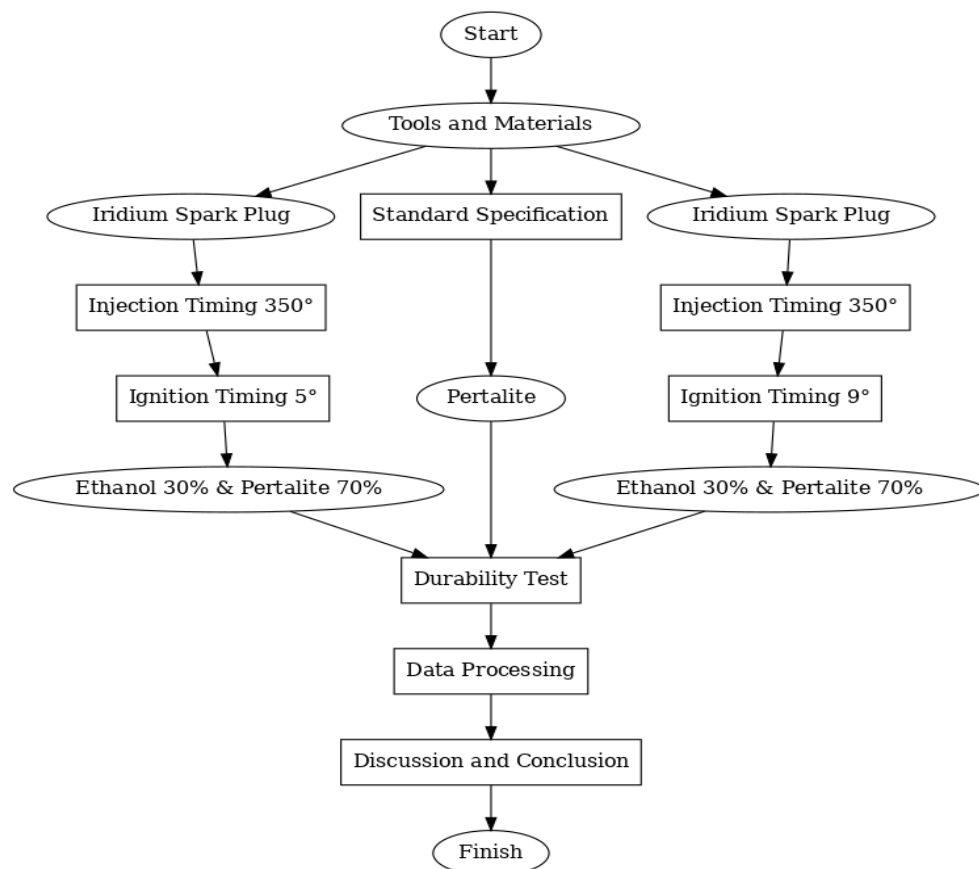 Start
Tools and Materials
Iridium Spark Plug
Standard Specification
Iridium Spark Plug
Injection Timing 350°
Injection Timing 350°
Ignition Timing 5°
Pertalite
Ignition Timing 9°
Ethanol 30% & Pertalite 70%
Ethanol 30% & Pertalite 70%
Durability Test
Data Processing
Discussion and Conclusion
Finish